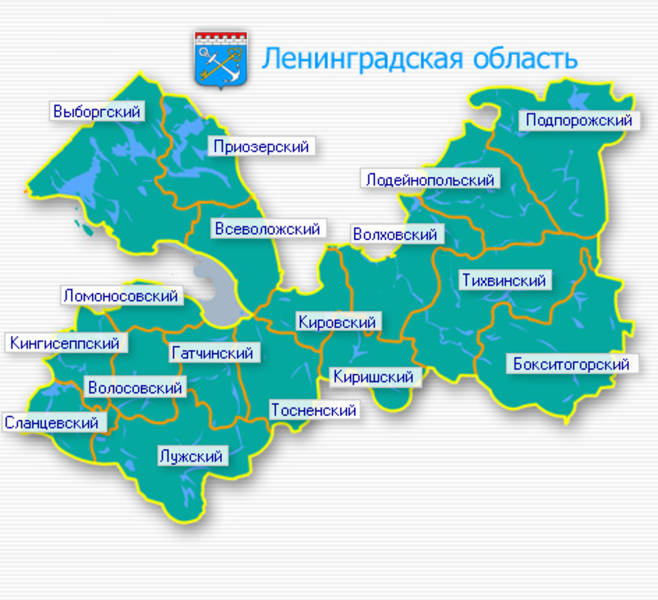 Ленинградская область
Выборгский
Подпорожский
Приозерский
Лодейнопольский
Всеволожский
Волховский
Тихвинский
Ломоносовский
Кировский
Кингисеппский
Гатчинский
Бокситогорский
Киришский
Волосовский
Тосненский
Сланцевский
Лужский